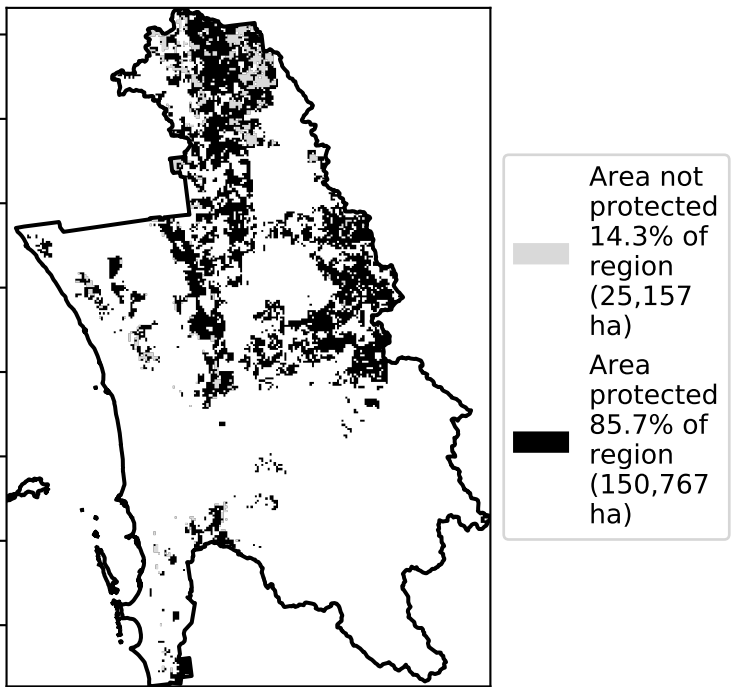 Area not
protected
14.3% of
region
(25,157
ha)
Area
protected
85.7% of
region
(150,767
ha)